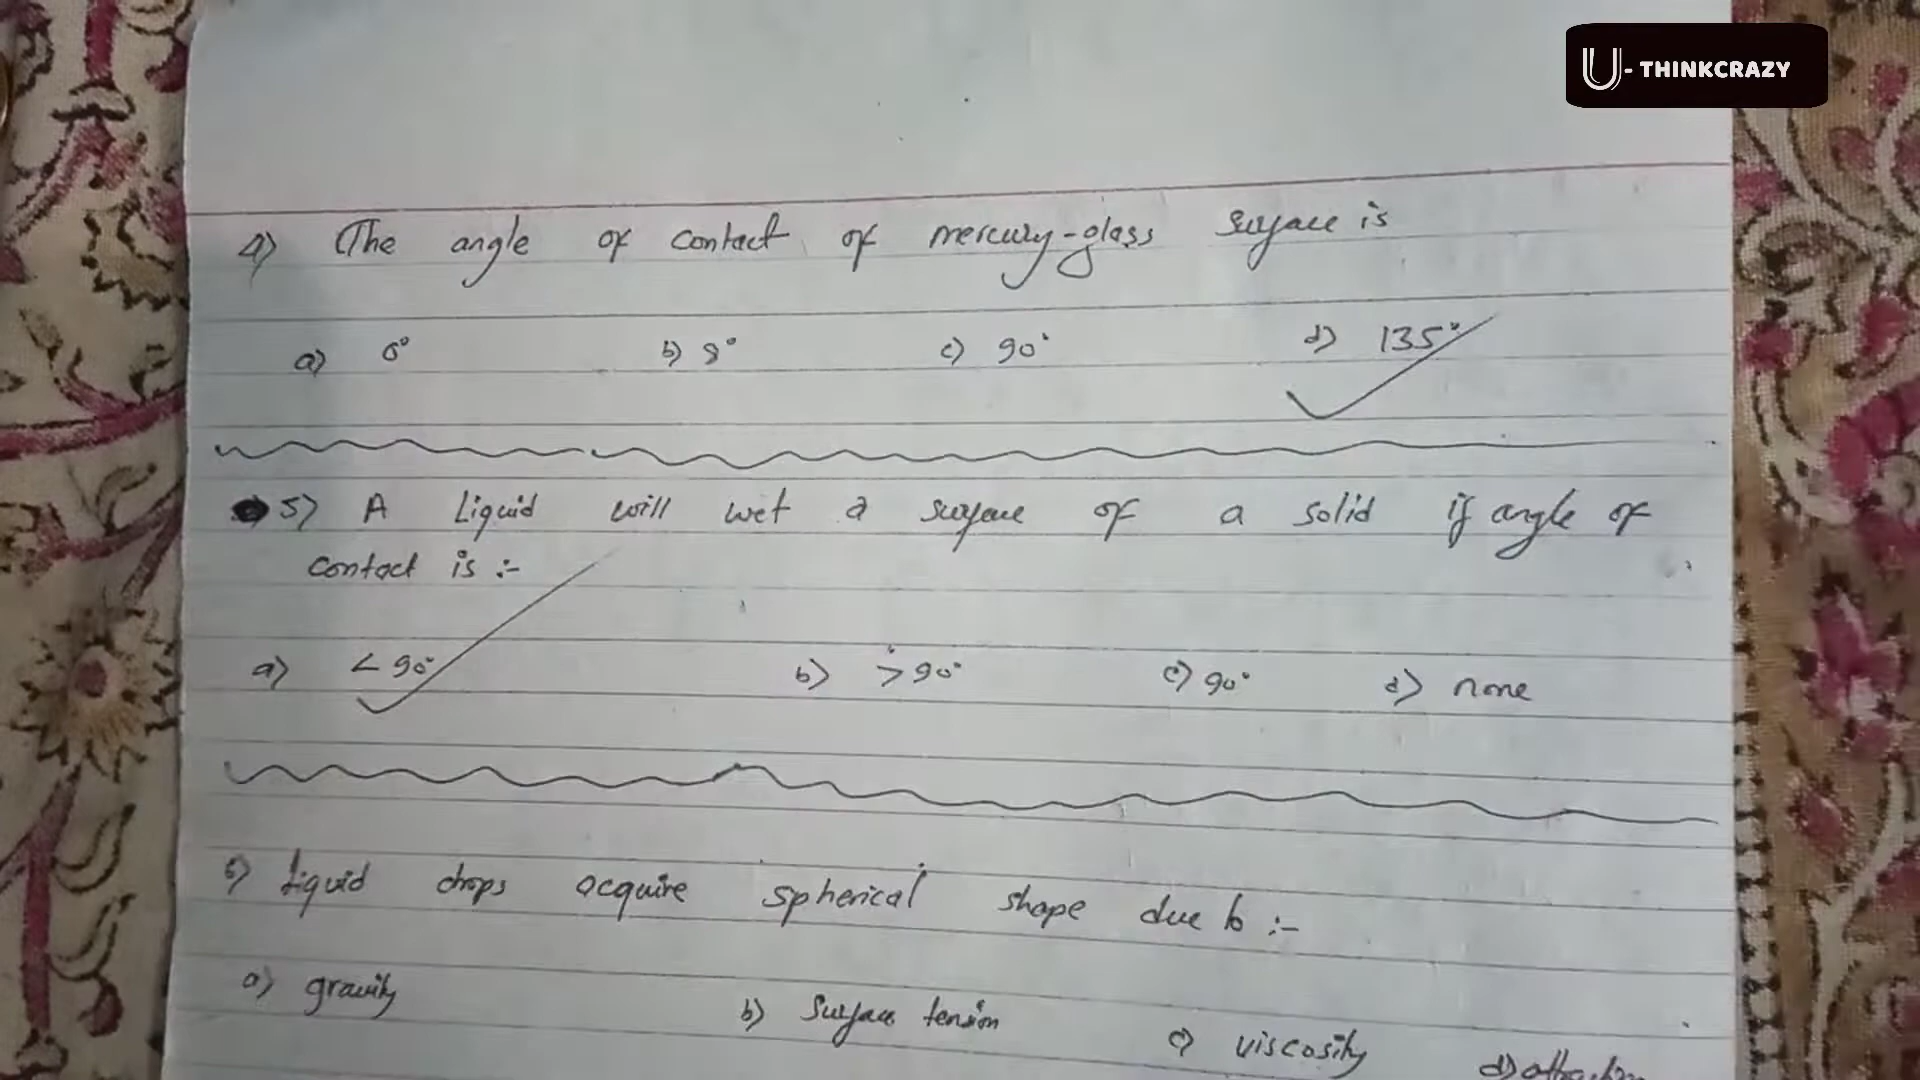 U - THINKCRAZY
4) The angle of contact of mercury-glass surface is
a) 0° b) 8° c) 90° d) 135°
5) A Liquid will wet a surface of a solid if angle of
contact is :-
a) < 90° b) > 90° c) 90° d) none
6) Liquid drops acquire spherical shape due to :-
a) gravity b) Surface tension c) viscosity d) attraction